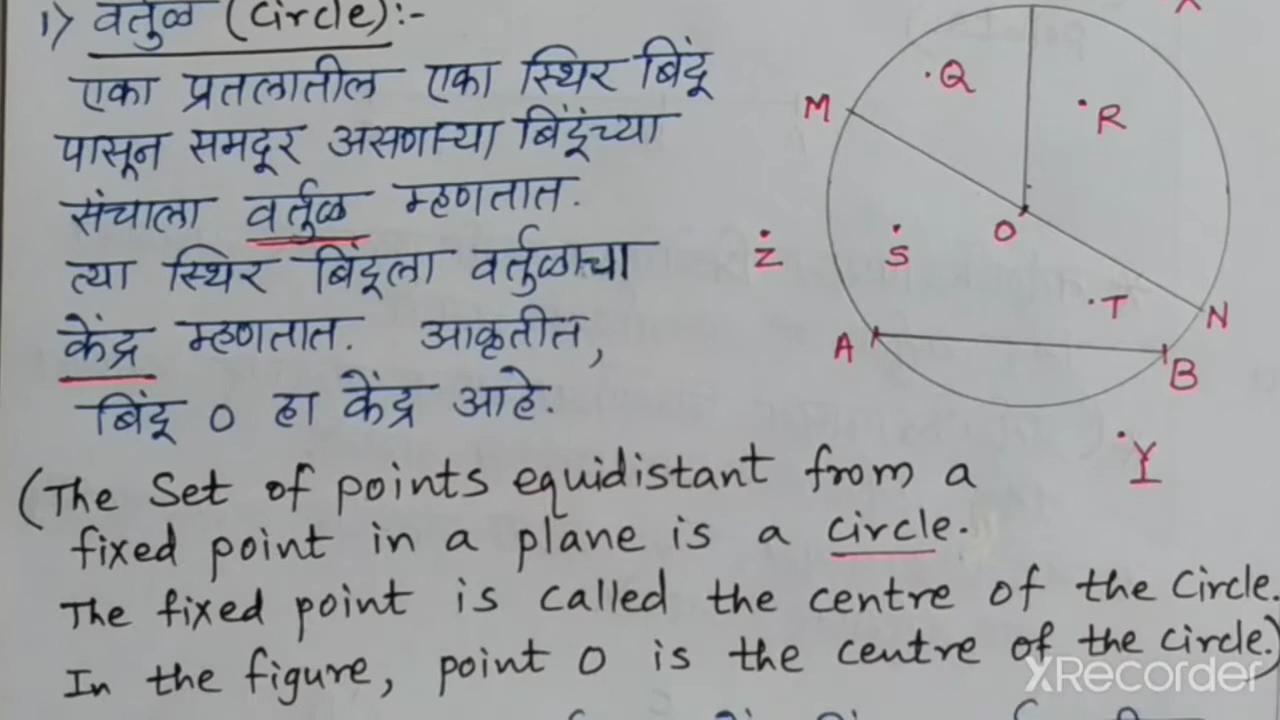 1) वर्तुळ (Circle):-
एका प्रतलातील एका स्थिर बिंदू
पासून समदूर असणाऱ्या बिंदूंच्या
संचाला वर्तुळ म्हणतात.
त्या स्थिर बिंदूला वर्तुळाचा
केंद्र म्हणतात. आकृतीत,
बिंदू O हा केंद्र आहे.
(The Set of points equidistant from a
fixed point in a plane is a circle.
The fixed point is called the centre of the Circle.
In the figure, point O is the centre of the circle.)
X
Q
R
M
O
Z
S
T
N
A
B
Y
XRecorder